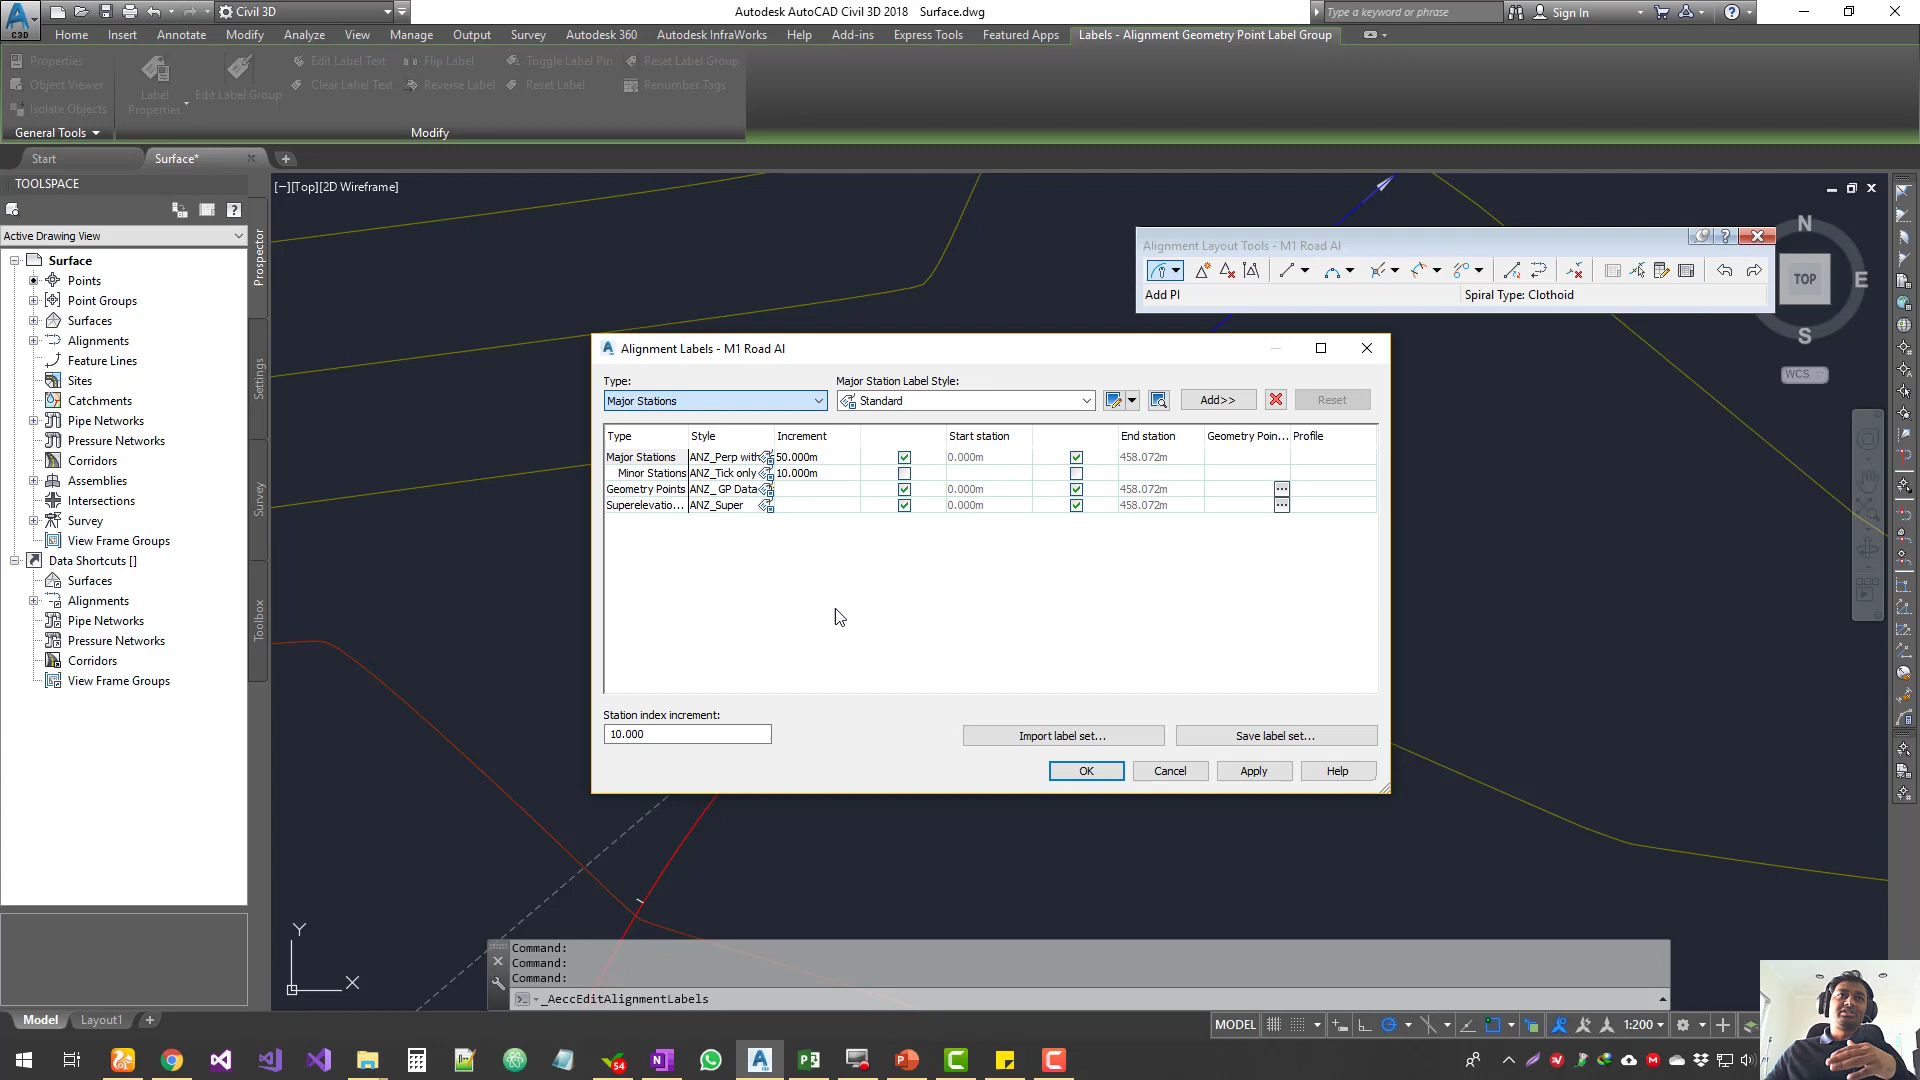 Civil 3D
Autodesk AutoCAD Civil 3D 2018 Surface.dwg
Type a keyword or phrase
Sign In
C3D
Home Insert Annotate Analyze View Manage Output Survey Autodesk 360 Autodesk InfraWorks Help Add-ins Express Tools Featured Apps Labels - Alignment Geometry Point Label Group
Properties
Object Viewer
Isolate Objects
Label Properties
Edit Label Group
Edit Label Text
Clear Label Text
Flip Label
Reverse Label
Toggle Label Pin
Reset Label
Reset Label Group
Renumber Tags
General Tools
Modify
Start
Surface*
TOOLSPACE
[−][Top][2D Wireframe]
Active Drawing View
Surface
Points
Point Groups
Surfaces
Alignments
Feature Lines
Sites
Catchments
Pipe Networks
Pressure Networks
Corridors
Assemblies
Intersections
Survey
View Frame Groups
Data Shortcuts []
Surfaces
Alignments
Pipe Networks
Pressure Networks
Corridors
View Frame Groups
Prospector
Settings
Survey
Toolbox
Alignment Layout Tools - M1 Road Al
Add PI
Spiral Type: Clothoid
N
TOP
E
S
WCS
Alignment Labels - M1 Road Al
Type:
Major Station Label Style:
Major Stations
Standard
Add>>
Reset
Type Style Increment Start station End station Geometry Poin... Profile
Major Stations ANZ_Perp with 50.000m 0.000m 458.072m
Minor Stations ANZ_Tick only 10.000m
Geometry Points ANZ_ GP Data 0.000m 458.072m ...
Superelevatio... ANZ_Super 0.000m 458.072m ...
Station index increment:
10.000
Import label set...
Save label set...
OK
Cancel
Apply
Help
Y
X
Command:
Command:
Command:
_AeccEditAlignmentLabels
Model
Layout1
MODEL
1:200
54